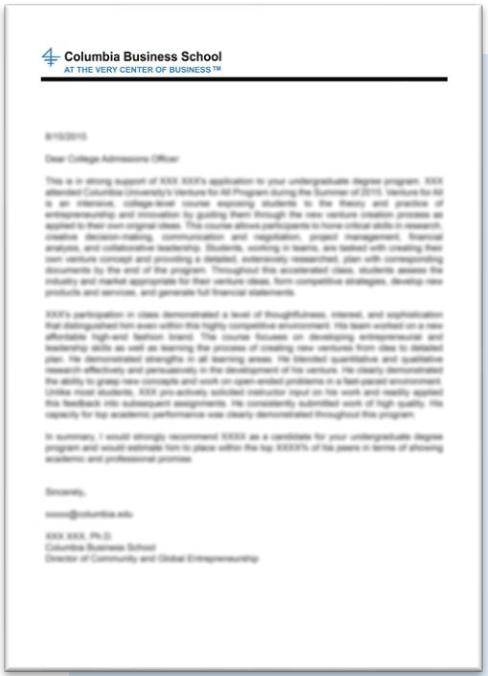 Columbia Business School
AT THE VERY CENTER OF BUSINESS™
8/15/2015
Dear College Admissions Officer
This is in strong support of XXX XXX's application to your undergraduate degree program. XXX
attended Columbia University's Venture for All Program during the Summer of 2015. Venture for All
is an intensive, college-level course exposing students to the theory and practice of
entrepreneurship and innovation by guiding them through the new venture creation process as
applied to their own original ideas. This course allows participants to hone critical skills in research,
creative decision-making, communication and negotiation, project management, financial
analysis, and collaborative leadership. Students, working in teams, are tasked with creating their
own venture concept and providing a detailed, extensively researched, plan with corresponding
documents by the end of the program. Throughout this accelerated class, students assess the
industry and market appropriate for their venture ideas, form competitive strategies, develop new
products and services, and generate full financial statements.
XXX's participation in class demonstrated a level of thoughtfulness, interest, and sophistication
that distinguished him even within this highly competitive environment. His team worked on a new
affordable high-end fashion brand. The course focuses on developing entrepreneurial and
leadership skills as well as learning the process of creating new ventures from idea to detailed
plan. He demonstrated strengths in all learning areas. He blended quantitative and qualitative
research effectively and persuasively in the development of his venture. He clearly demonstrated
the ability to grasp new concepts and work on open-ended problems in a fast-paced environment.
Unlike most students, XXX pro-actively solicited instructor input on his work and readily applied
this feedback into subsequent assignments. He consistently submitted work of high quality. His
capacity for top academic performance was clearly demonstrated throughout this program.
In summary, I would strongly recommend XXXX as a candidate for your undergraduate degree
program and would estimate him to place within the top XXXX% of his peers in terms of showing
academic and professional promise.
Sincerely,
@columbia.edu
XXX XXX, Ph.D.
Columbia Business School
Director of Community and Global Entrepreneurship